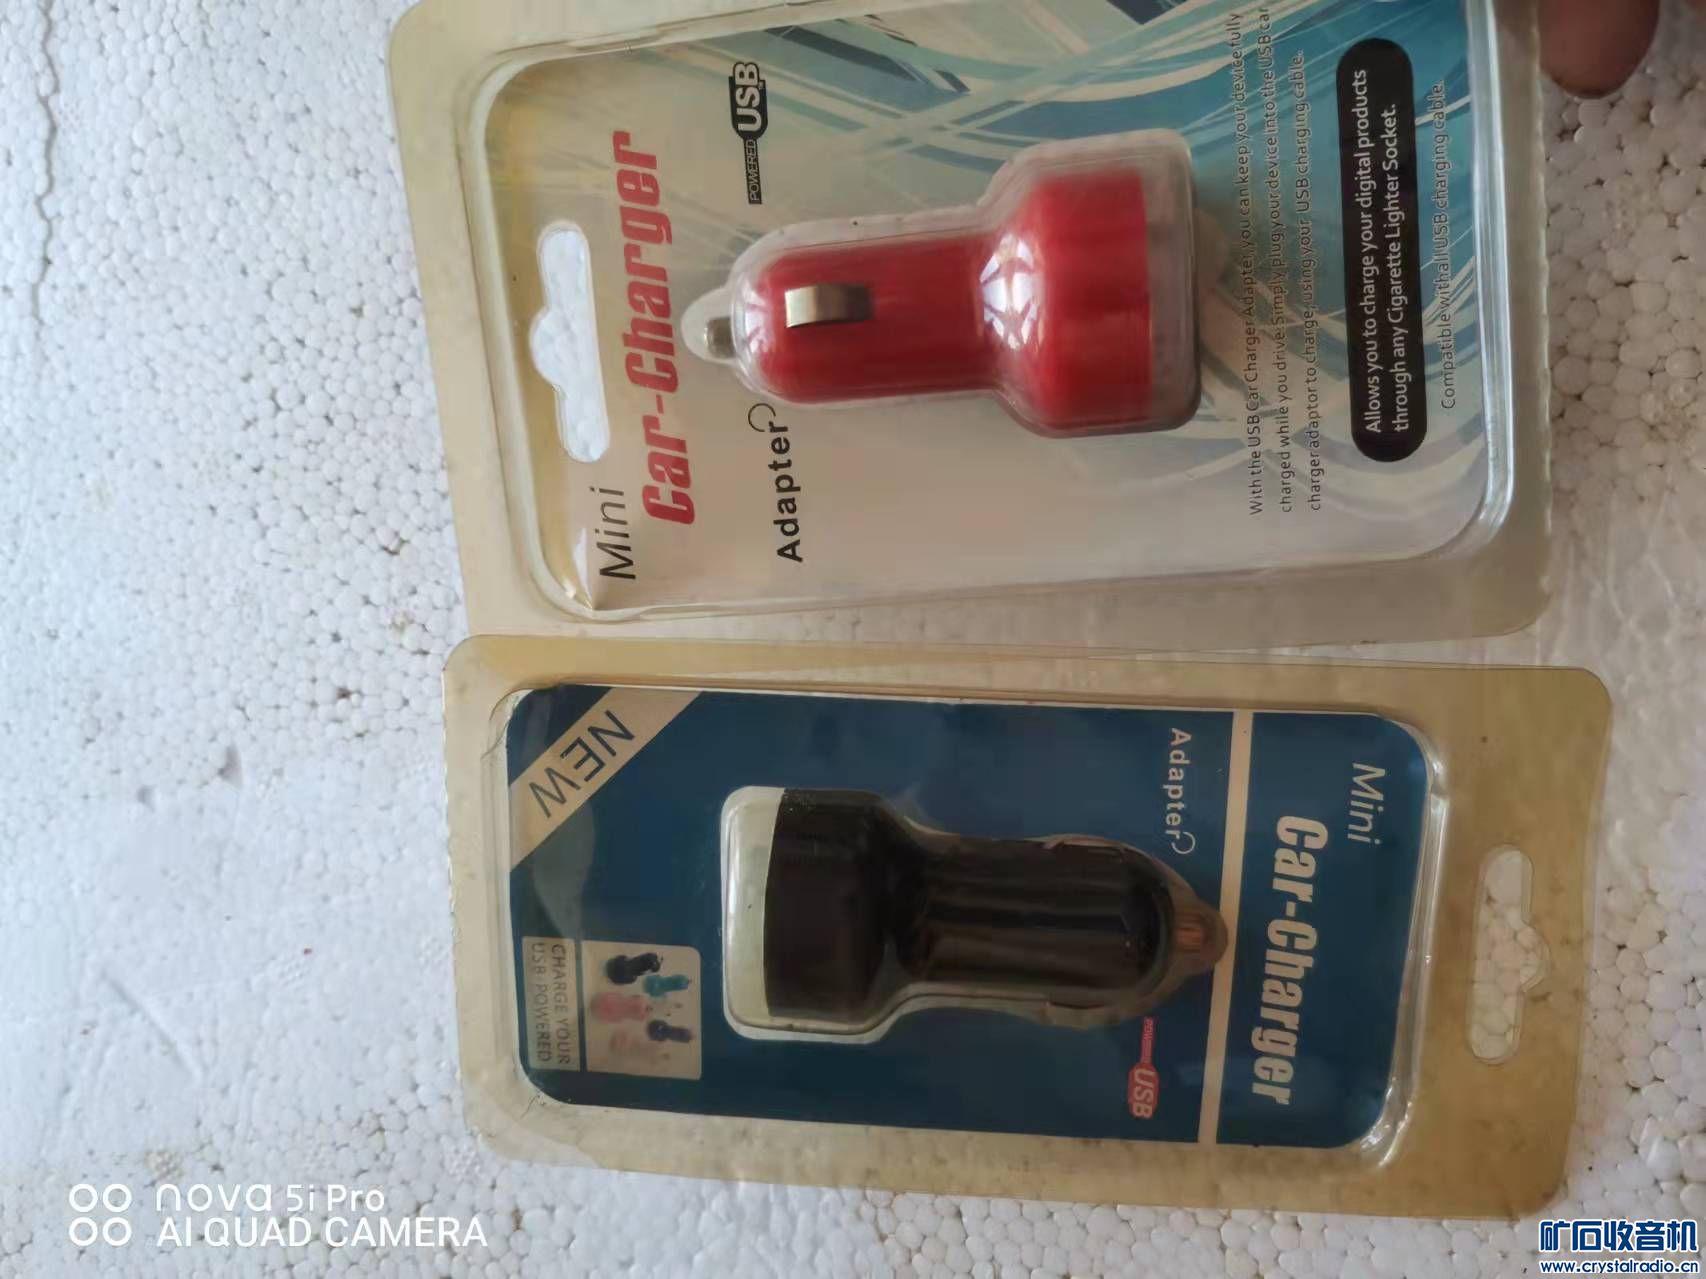 Mini
Car-Charger
Adapter
POWERED USB
With the USB Car Charger Adapter, you can keep your device fully
charged while you drive. Simply plug your device into the USB car
charger adaptor to charge, using your USB charging cable.
Allows you to charge your digital products
through any Cigarette Lighter Socket.
Compatible with all USB charging cable.
Mini
Car-Charger
Adapter
POWERED USB
NEW
CHARGE YOUR
USB POWERED
nova 5i Pro
AI QUAD CAMERA
矿石收音机
www.crystalradio.cn